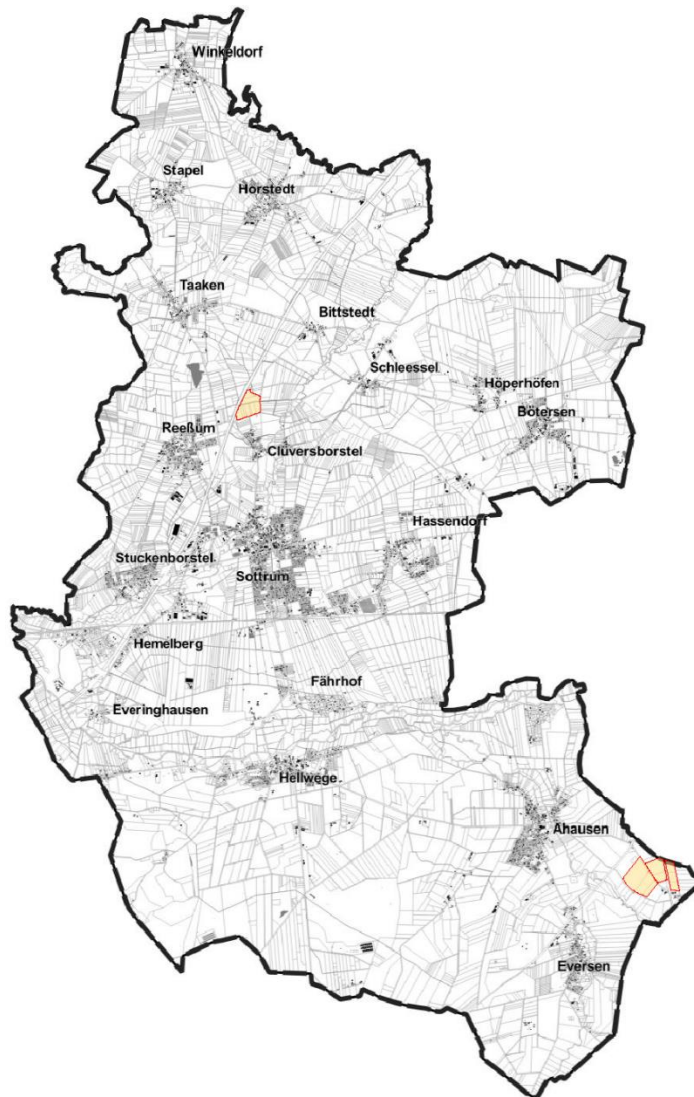 Winkeldorf
Stapel
Horstedt
Taaken
Bittstedt
Schleessel
Höperhöfen
Bötersen
Reeßum
Clüversborstel
Hassendorf
Stuckenborstel
Sottrum
Hemelberg
Fährhof
Everinghausen
Hellwege
Ahausen
Eversen